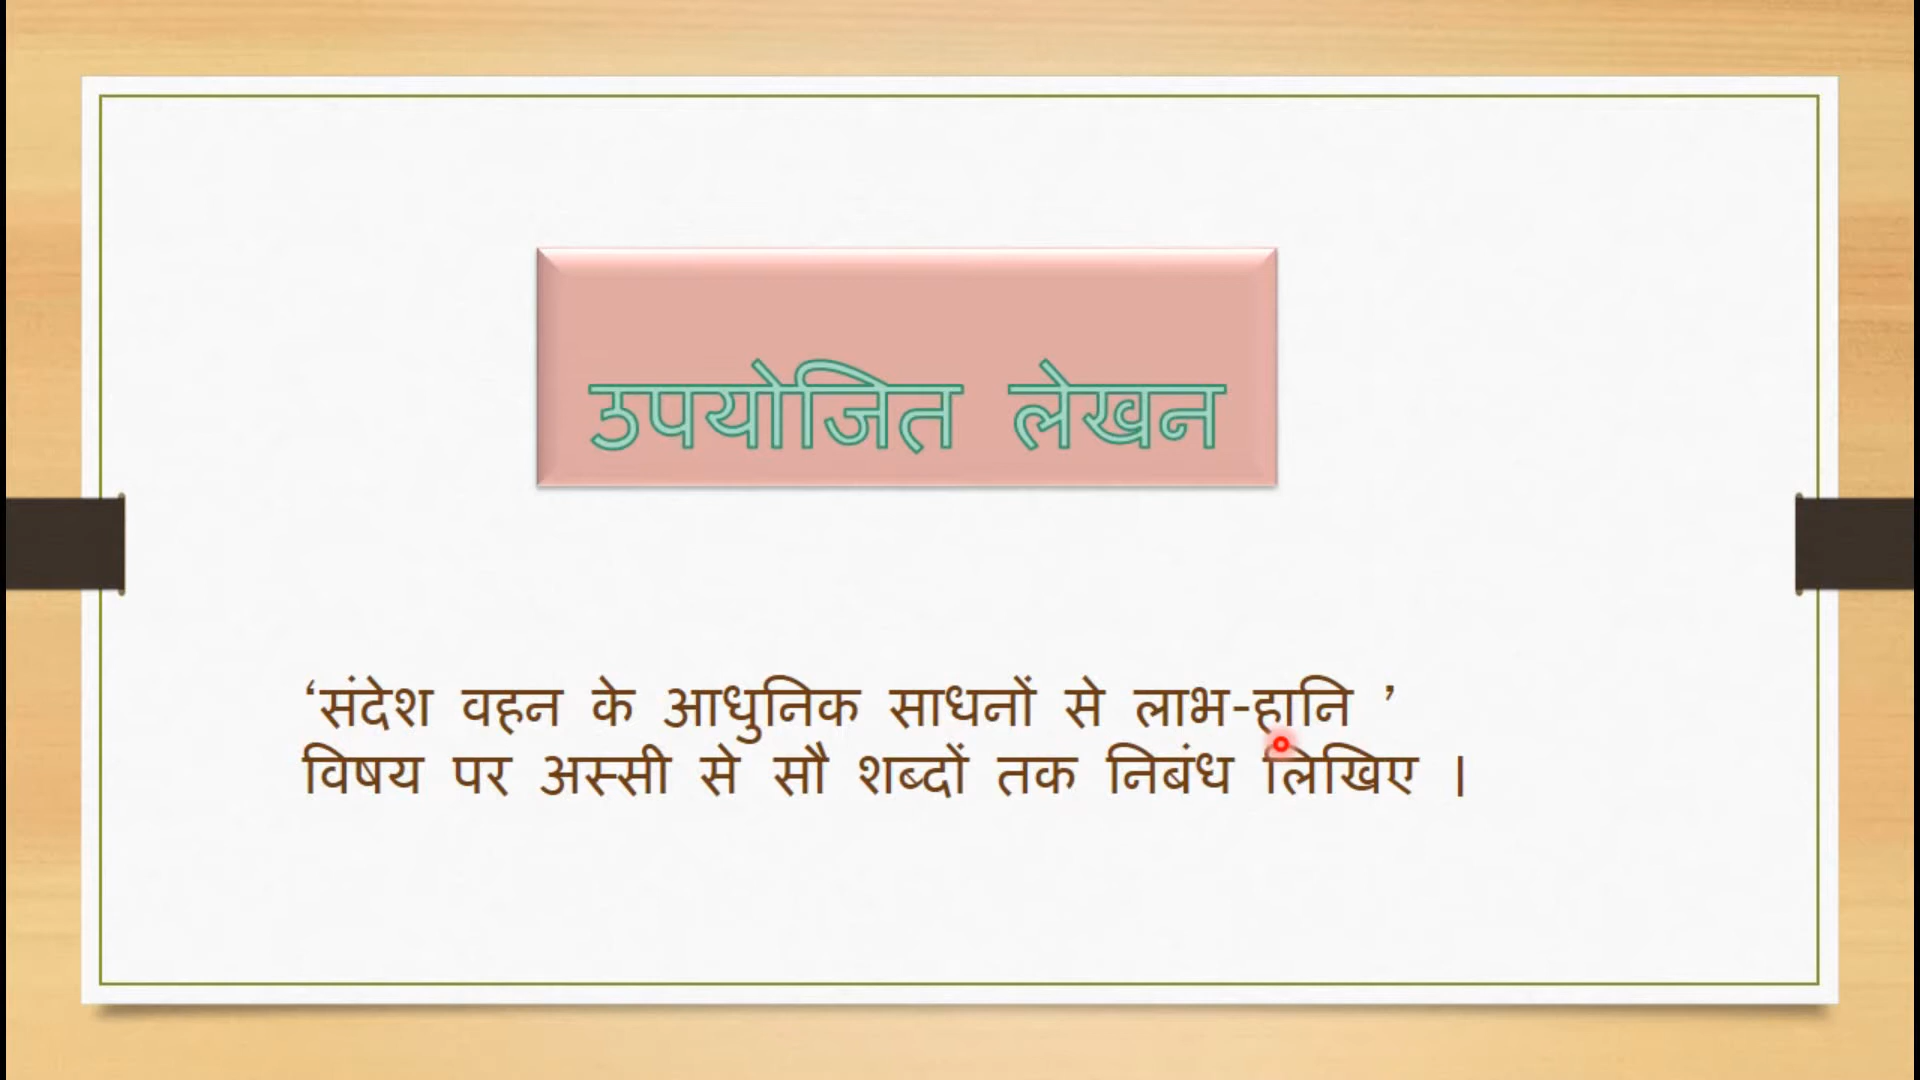 उपयोजित लेखन
‘संदेश वहन के आधुनिक साधनों से लाभ-हानि ’
विषय पर अस्सी से सौ शब्दों तक निबंध लिखिए ।